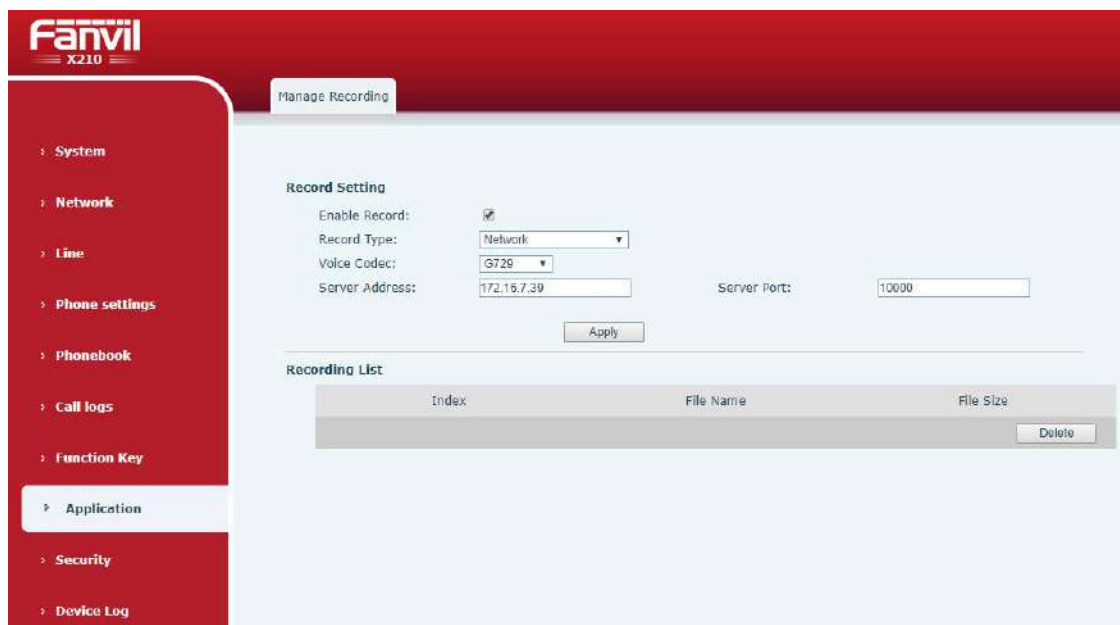 Fanvil
X210
Manage Recording
System
Network
Line
Phone settings
Phonebook
Call logs
Function Key
Application
Security
Device Log
Record Setting
Enable Record:
Record Type: Network
Voice Codec: G729
Server Address: 172.16.7.39 Server Port: 10000
Apply
Recording List
Index File Name File Size
Delete